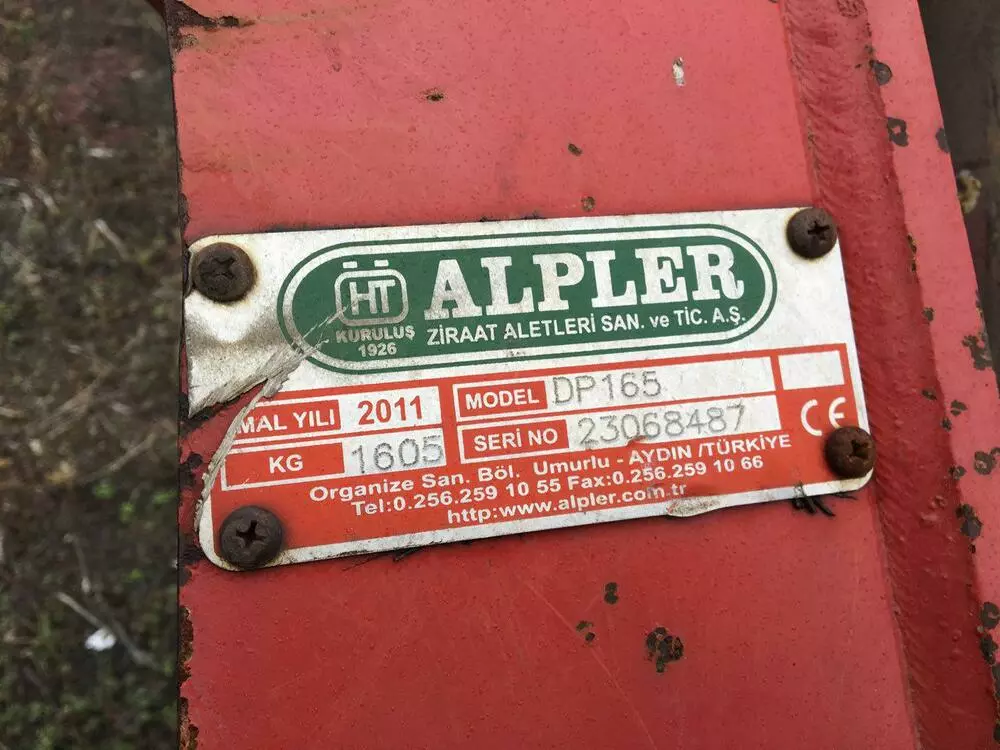 HT
KURULUŞ
1926
ALPLER
ZİRAAT ALETLERİ SAN. ve TİC. A.Ş.
MAL YILI 2011
MODEL DP165
KG 1605
SERİ NO 23068487
CE
Organize San. Böl. Umurlu - AYDIN /TÜRKİYE
Tel:0.256.259 10 55 Fax:0.256.259 10 66
http:www.alpler.com.tr